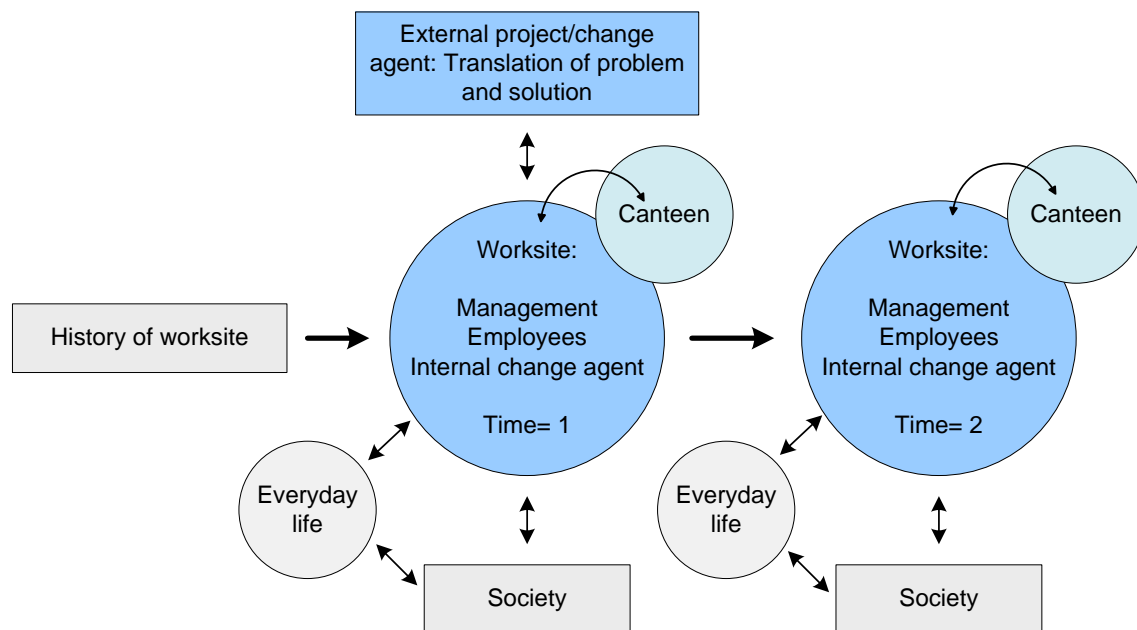 External project/change
agent: Translation of problem
and solution
Canteen
Canteen
Worksite:
Management
Employees
Internal change agent
Time= 1
Worksite:
Management
Employees
Internal change agent
Time= 2
History of worksite
Everyday
life
Everyday
life
Society
Society